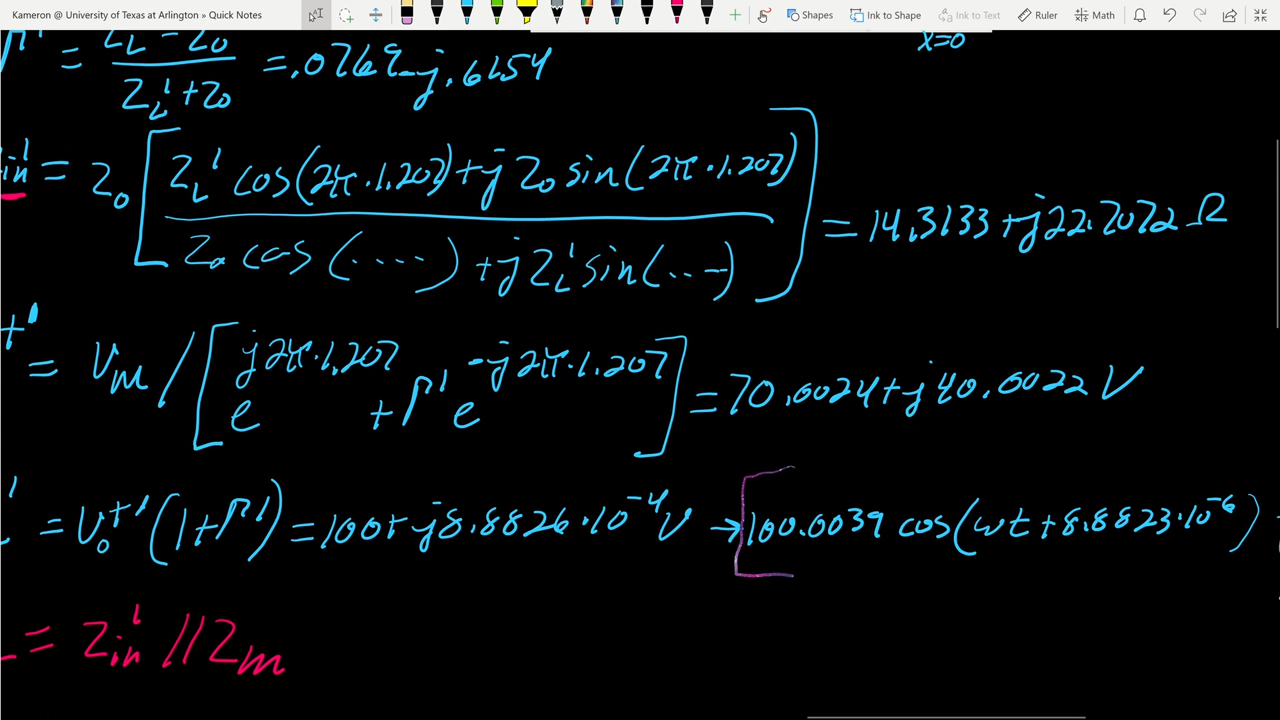 Kameron @ University of Texas at Arlington » Quick Notes
Shapes Ink to Shape Ink to Text Ruler Math
Γ' = (Z_L' - Z_0) / (Z_L' + Z_0) = .0769 - j.6154
x=0
in' = Z_0 [ (Z_L' cos(2π·1.207) + j Z_0 sin(2π·1.207)) / (Z_0 cos(....) + j Z_L' sin(...-)) ] = 14.3133 + j22.7072 Ω
+' = V_m / [ e^{j2π·1.207} + Γ' e^{-j2π·1.207} ] = 70.0024 + j40.0022 V
' = V_0^{+'} (1 + Γ') = 100 + j8.8826·10^{-4} V → [ 100.0039 cos(ωt + 8.8823·10^{-6})
= Z_in' // Z_m